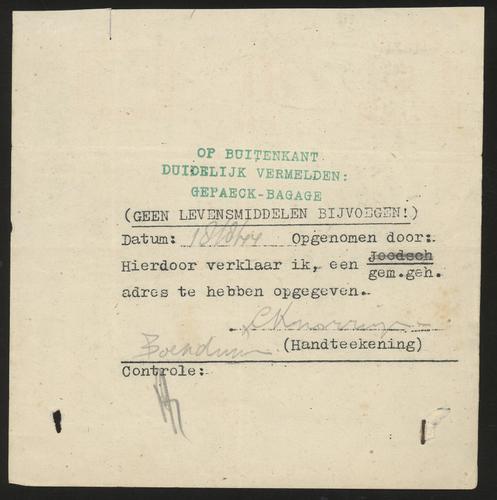 OP BUITENKANT
DUIDELIJK VERMELDEN:
GEPAECK-BAGAGE
(GEEN LEVENSMIDDELEN BIJVOEGEN!)
Datum: 18/8/44 Opgenomen door:
Hierdoor verklaar ik, een Joodsch
gem.geh.
adres te hebben opgegeven.
(Handteekening)
Controle: